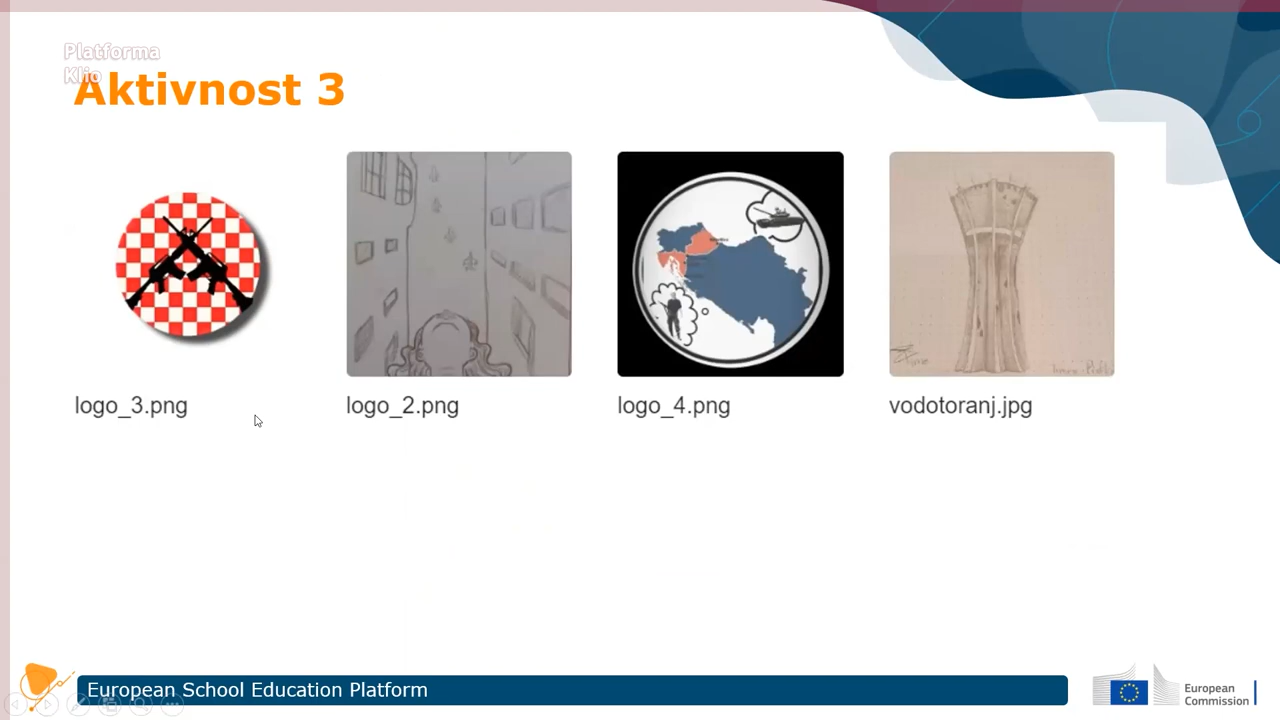 Platforma
Klio
Aktivnost 3
logo_3.png
logo_2.png
logo_4.png
vodotoranj.jpg
European School Education Platform
European
Commission